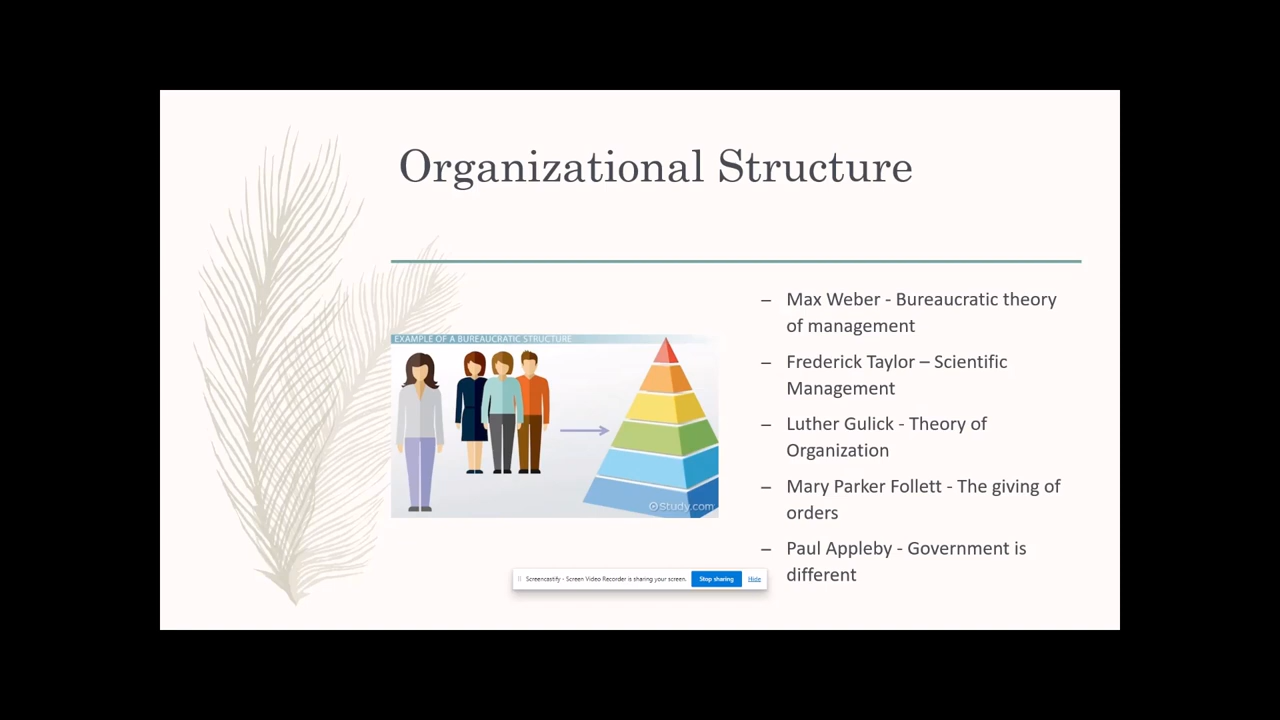 Organizational Structure
EXAMPLE OF A BUREAUCRATIC STRUCTURE
Study.com
– Max Weber - Bureaucratic theory
of management
– Frederick Taylor – Scientific
Management
– Luther Gulick - Theory of
Organization
– Mary Parker Follett - The giving of
orders
– Paul Appleby - Government is
different
Screencastify - Screen Video Recorder is sharing your screen. Stop sharing Hide